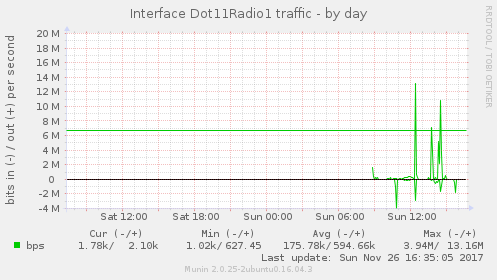 Interface Dot11Radio1 traffic - by day
RRDTOOL / TOBI OETIKER
bits in (-) / out (+) per second
20 M
18 M
16 M
14 M
12 M
10 M
8 M
6 M
4 M
2 M
0
-2 M
-4 M
Sat 12:00 Sat 18:00 Sun 00:00 Sun 06:00 Sun 12:00
Cur (-/+) Min (-/+) Avg (-/+) Max (-/+)
bps 1.78k/ 2.10k 1.02k/627.45 175.78k/594.66k 3.94M/ 13.16M
Last update: Sun Nov 26 16:35:05 2017
Munin 2.0.25-2ubuntu0.16.04.3